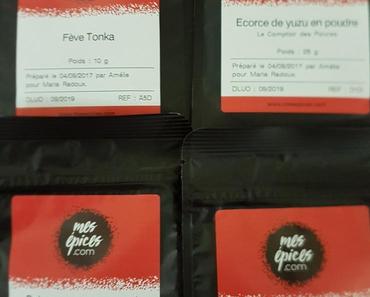 Fève Tonka
Poids : 10 g
Préparé le 04/09/2017 par Amélie
pour Marie Radoux.
DLUO : 09/2019 REF : A5D
Ecorce de yuzu en poudre
Le Comptoir des Poivres
Poids : 25 g
Préparé le 04/09/2017 par Amélie
pour Marie Radoux.
DLUO : 09/2019 REF :
mes
épices
.com
mes
épices
.com